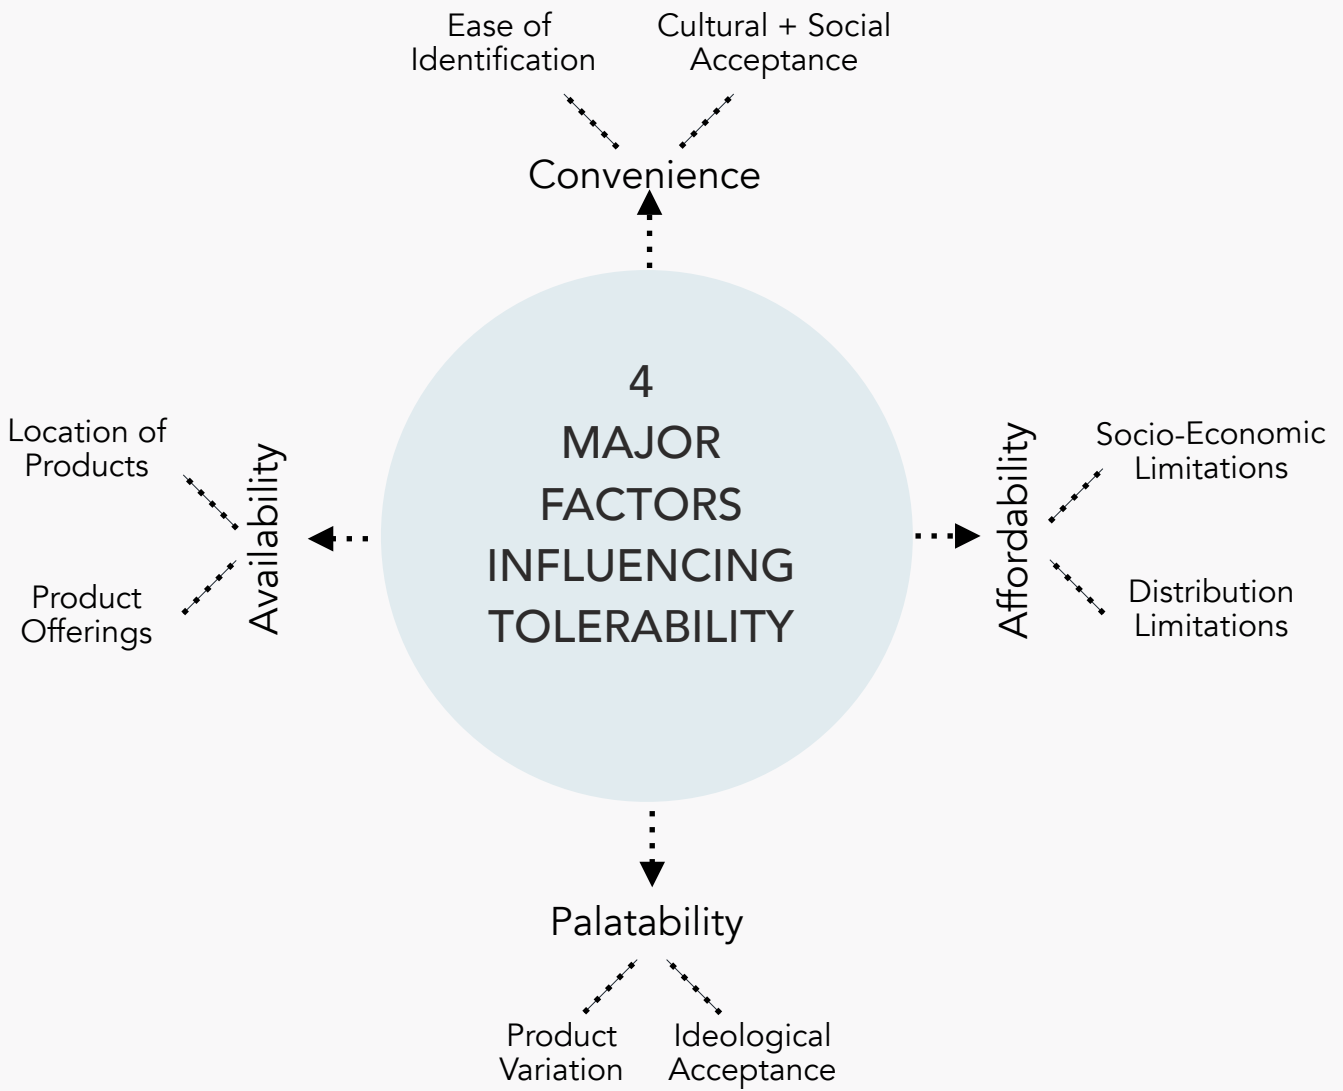 Ease of
Identification
Cultural + Social
Acceptance
Convenience
4
MAJOR
FACTORS
INFLUENCING
TOLERABILITY
Location of
Products
Product
Offerings
Availability
Affordability
Socio-Economic
Limitations
Distribution
Limitations
Palatability
Product
Variation
Ideological
Acceptance